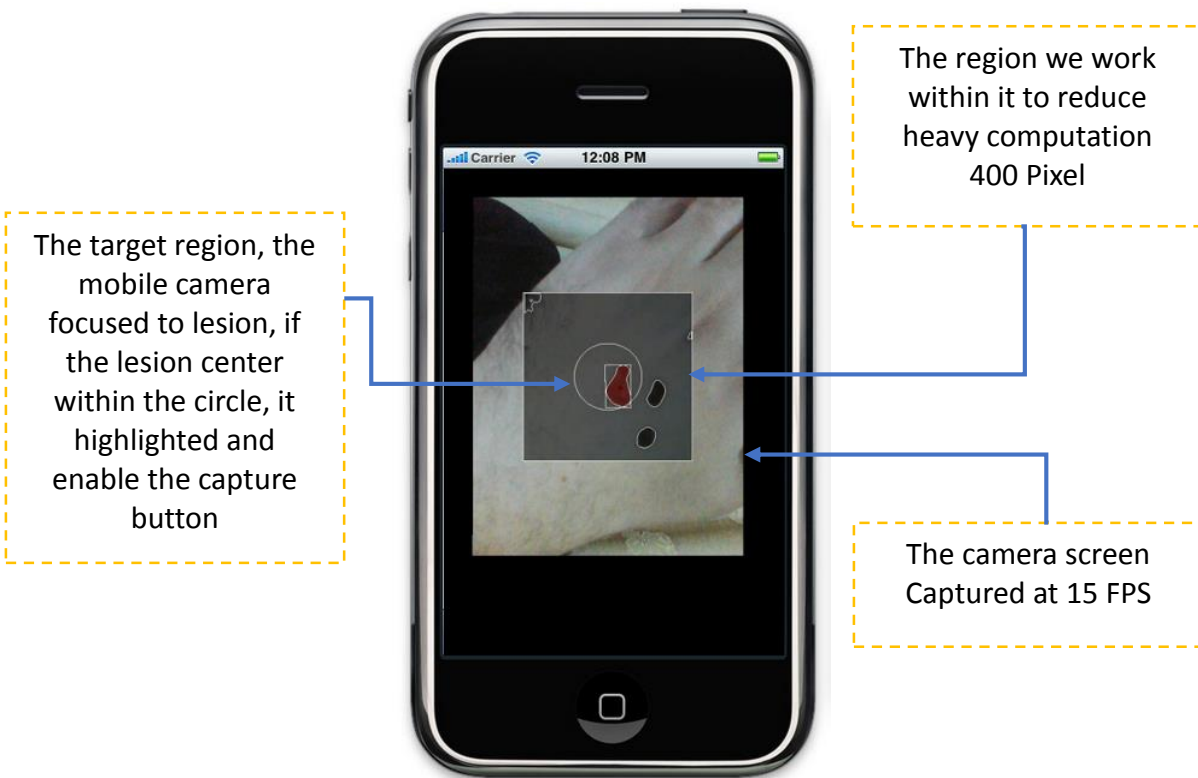 The region we work
within it to reduce
heavy computation
400 Pixel
Carrier
12:08 PM
The target region, the
mobile camera
focused to lesion, if
the lesion center
within the circle, it
highlighted and
enable the capture
button
The camera screen
Captured at 15 FPS